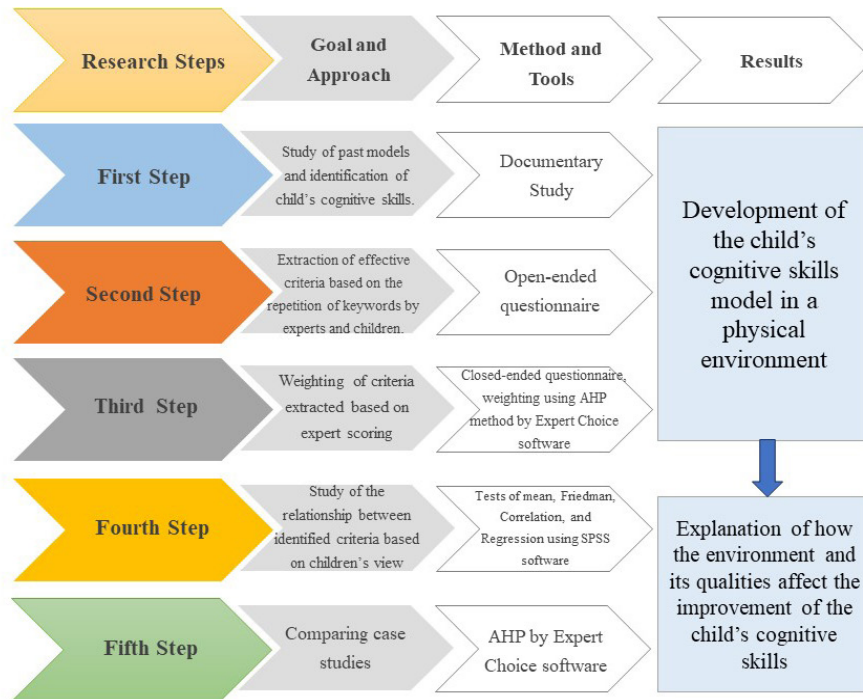 Research Steps
Goal and
Approach
Method and
Tools
Results
First Step
Study of past models
and identification of
child's cognitive skills.
Documentary
Study
Second Step
Extraction of effective
criteria based on the
repetition of keywords by
experts and children.
Open-ended
questionnaire
Third Step
Weighting of criteria
extracted based on
expert scoring
Closed-ended questionnaire,
weighting using AHP
method by Expert Choice
software
Development of
the child's
cognitive skills
model in a
physical
environment
Fourth Step
Study of the
relationship between
identified criteria based
on children's view
Tests of mean, Friedman,
Correlation, and
Regression using SPSS
software
Fifth Step
Comparing case
studies
AHP by Expert
Choice software
Explanation of how
the environment and
its qualities affect the
improvement of the
child's cognitive
skills